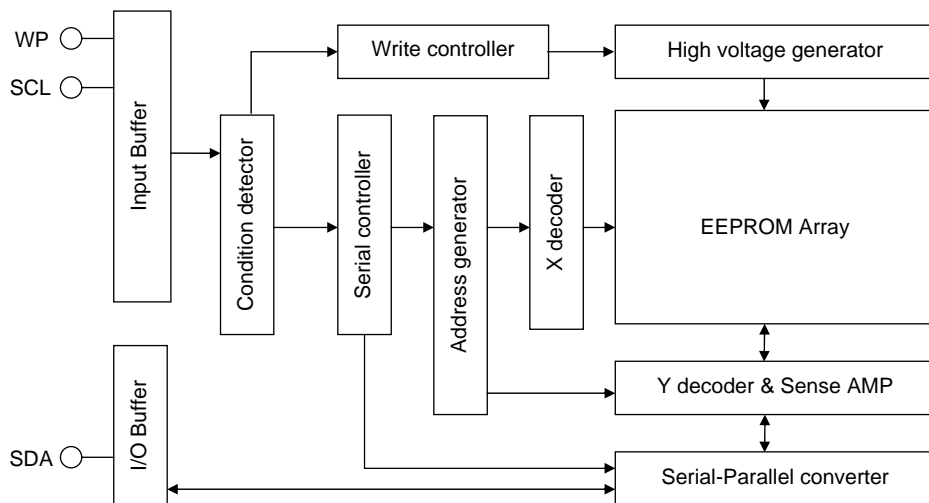 WP
SCL
Input Buffer
Condition detector
Write controller
High voltage generator
Serial controller
Address generator
X decoder
EEPROM Array
Y decoder & Sense AMP
SDA
I/O Buffer
Serial-Parallel converter